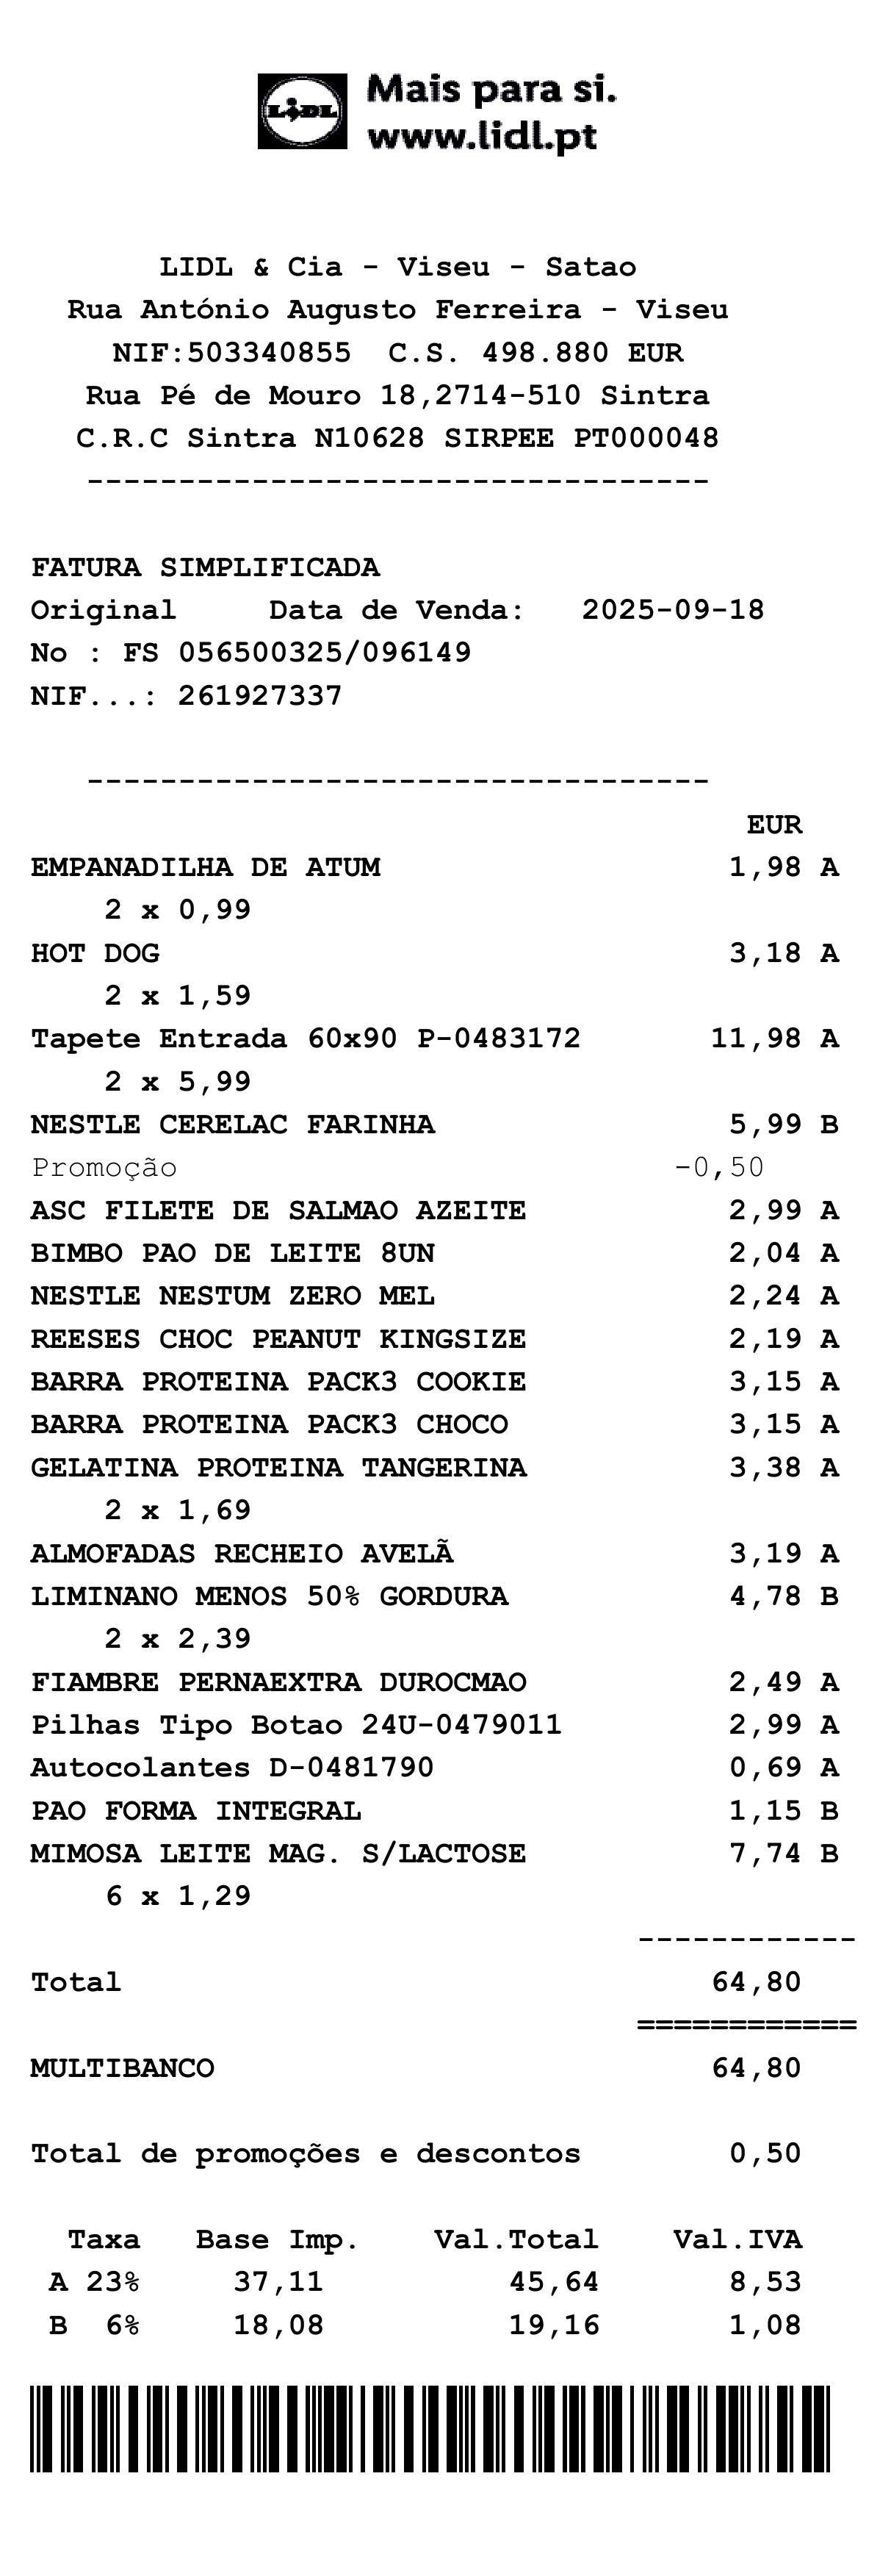 LIDL
Mais para si.
www.lidl.pt
LIDL & Cia - Viseu - Satao
Rua António Augusto Ferreira - Viseu
NIF:503340855 C.S. 498.880 EUR
Rua Pé de Mouro 18,2714-510 Sintra
C.R.C Sintra N10628 SIRPEE PT000048
----------------------------------
FATURA SIMPLIFICADA
Original Data de Venda: 2025-09-18
No : FS 056500325/096149
NIF...: 261927337
----------------------------------
EUR
EMPANADILHA DE ATUM 1,98 A
2 x 0,99
HOT DOG 3,18 A
2 x 1,59
Tapete Entrada 60x90 P-0483172 11,98 A
2 x 5,99
NESTLE CERELAC FARINHA 5,99 B
Promoção -0,50
ASC FILETE DE SALMAO AZEITE 2,99 A
BIMBO PAO DE LEITE 8UN 2,04 A
NESTLE NESTUM ZERO MEL 2,24 A
REESES CHOC PEANUT KINGSIZE 2,19 A
BARRA PROTEINA PACK3 COOKIE 3,15 A
BARRA PROTEINA PACK3 CHOCO 3,15 A
GELATINA PROTEINA TANGERINA 3,38 A
2 x 1,69
ALMOFADAS RECHEIO AVELÃ 3,19 A
LIMINANO MENOS 50% GORDURA 4,78 B
2 x 2,39
FIAMBRE PERNAEXTRA DUROCMAO 2,49 A
Pilhas Tipo Botao 24U-0479011 2,99 A
Autocolantes D-0481790 0,69 A
PAO FORMA INTEGRAL 1,15 B
MIMOSA LEITE MAG. S/LACTOSE 7,74 B
6 x 1,29
------------
Total 64,80
============
MULTIBANCO 64,80
Total de promoções e descontos 0,50
Taxa Base Imp. Val.Total Val.IVA
A 23% 37,11 45,64 8,53
B 6% 18,08 19,16 1,08